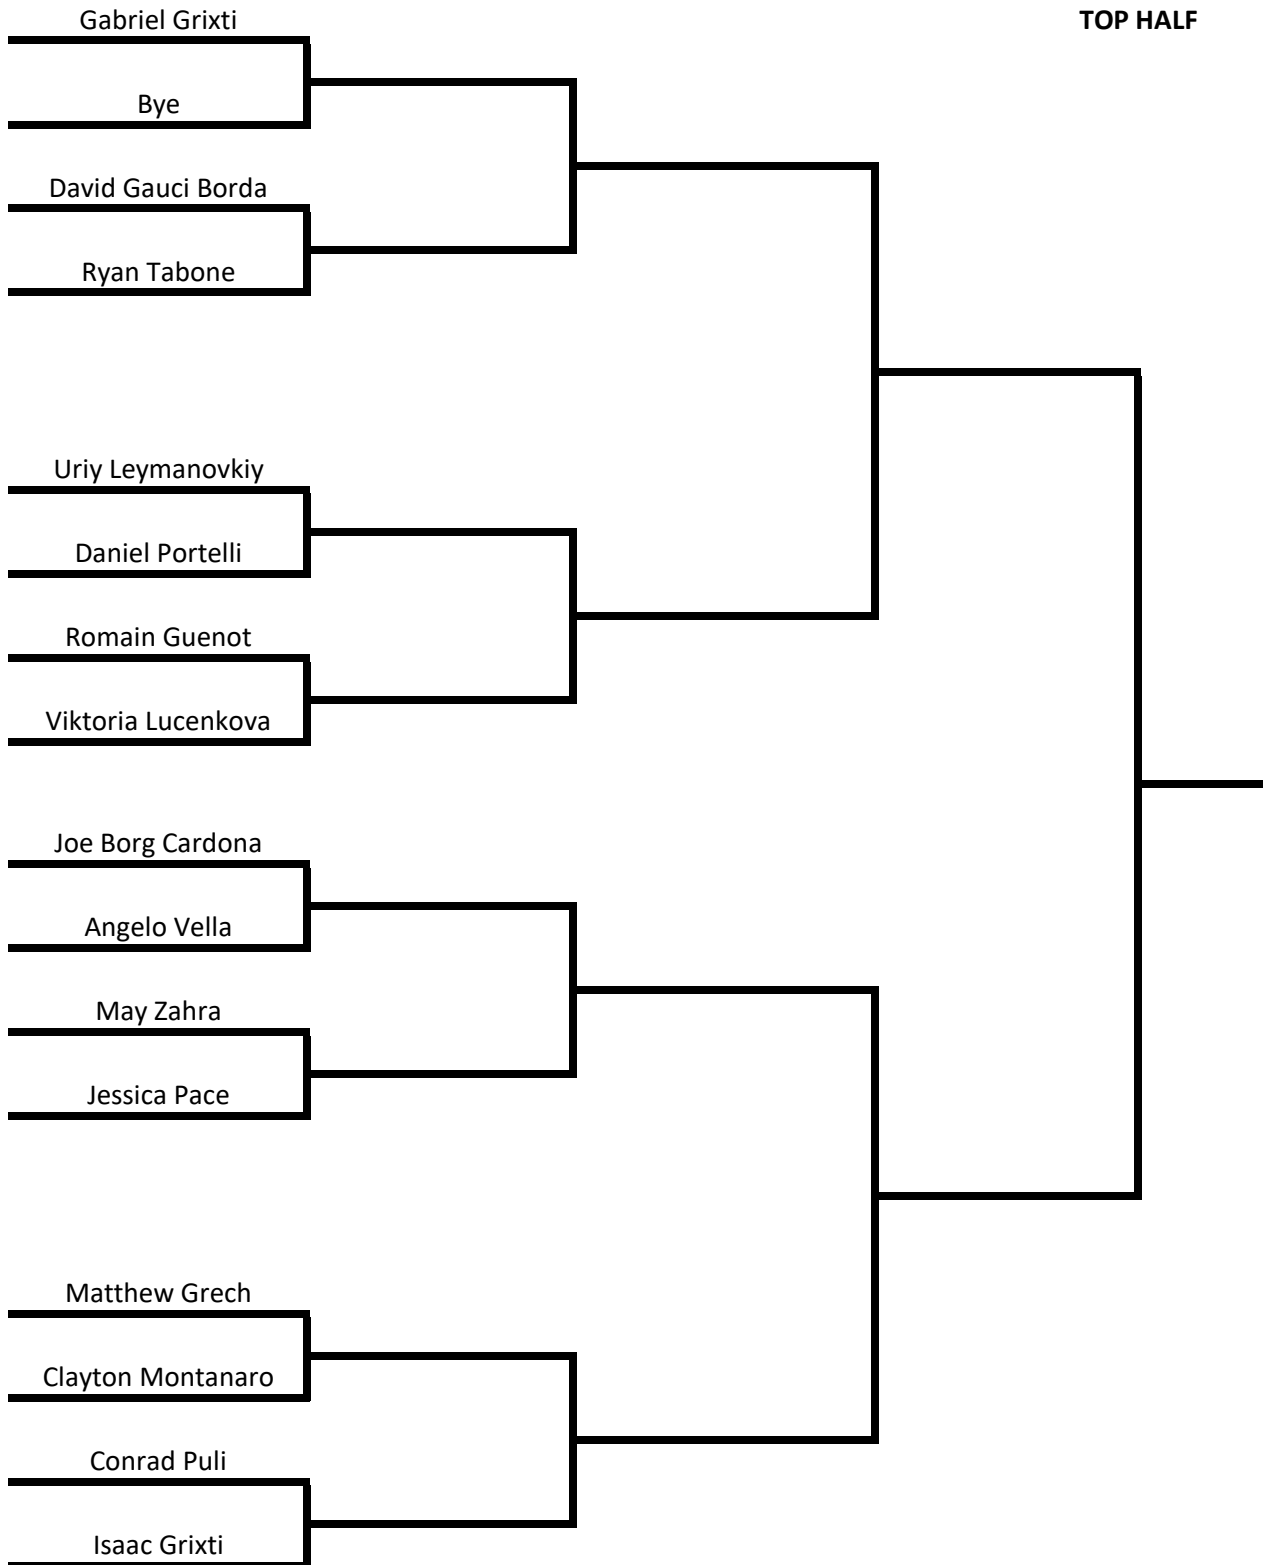 Gabriel Grixti
TOP HALF
Bye
David Gauci Borda
Ryan Tabone
Uriy Leymanovkiy
Daniel Portelli
Romain Guenot
Viktoria Lucenkova
Joe Borg Cardona
Angelo Vella
May Zahra
Jessica Pace
Matthew Grech
Clayton Montanaro
Conrad Puli
Isaac Grixti